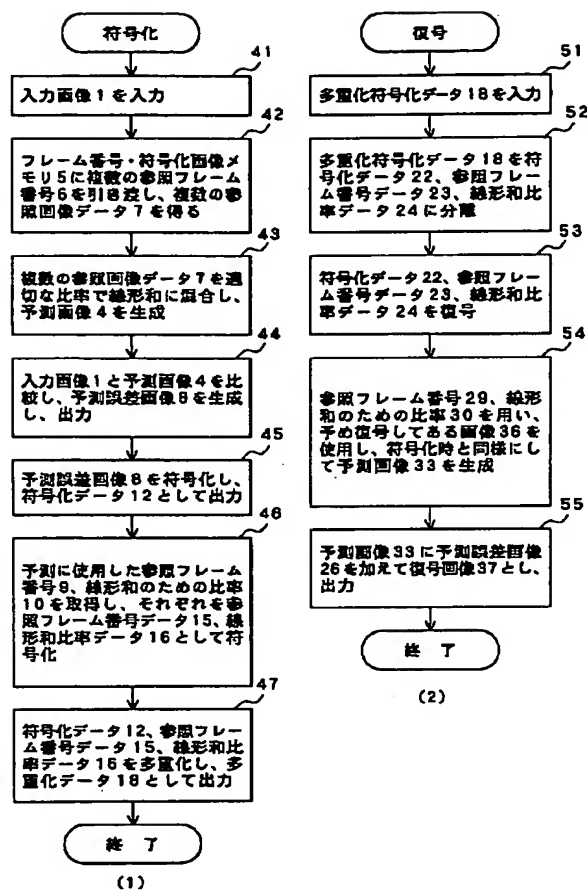 符号化
41
入力画像1を入力
42
フレーム番号・符号化画像メ
モリ5に複数の参照フレーム
番号6を引き渡し、複数の参
照画像データ7を得る
43
複数の参照画像データ7を適
切な比率で線形和に混合し、
予測画像4を生成
44
入力画像1と予測画像4を比
較し、予測誤差画像8を生成
し、出力
45
予測誤差画像8を符号化し、
符号化データ12として出力
46
予測に使用した参照フレーム
番号9、線形和のための比率
10を取得し、それぞれを参
照フレーム番号データ15、線
形和比率データ16として符号
化
47
符号化データ12、参照フレー
ム番号データ15、線形和比
率データ16を多重化し、多
重化データ18として出力
終了
(1)
復号
51
多重化符号化データ18を入力
52
多重化符号化データ18を符号
化データ22、参照フレーム
番号データ23、線形和比
率データ24に分離
53
符号化データ22、参照フレー
ム番号データ23、線形和比
率データ24を復号
54
参照フレーム番号29、線形
和のための比率30を用い、
予め復号してある画像36を
使用し、符号化時と同様にし
て予測画像33を生成
55
予測画像33に予測誤差画像
26を加えて復号画像37とし、
出力
終了
(2)